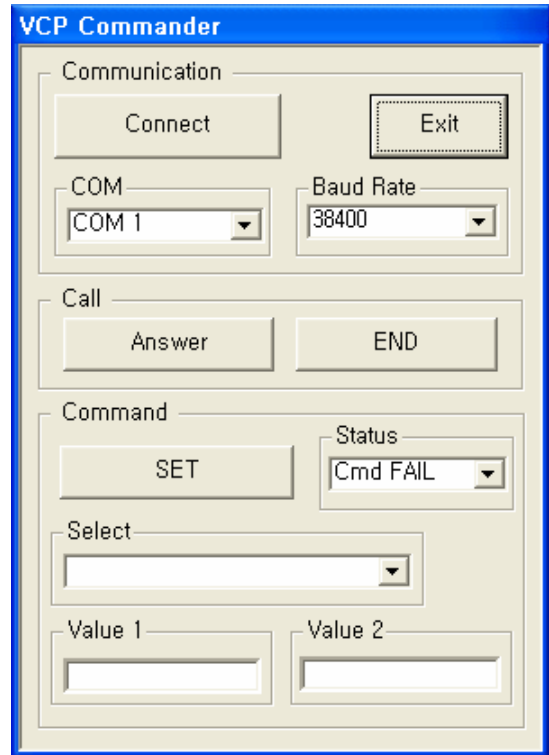 VCP Commander
Communication
Connect
Exit
COM
Baud Rate
COM 1
38400
Call
Answer
END
Command
SET
Status
Cmd FAIL
Select
Value 1
Value 2